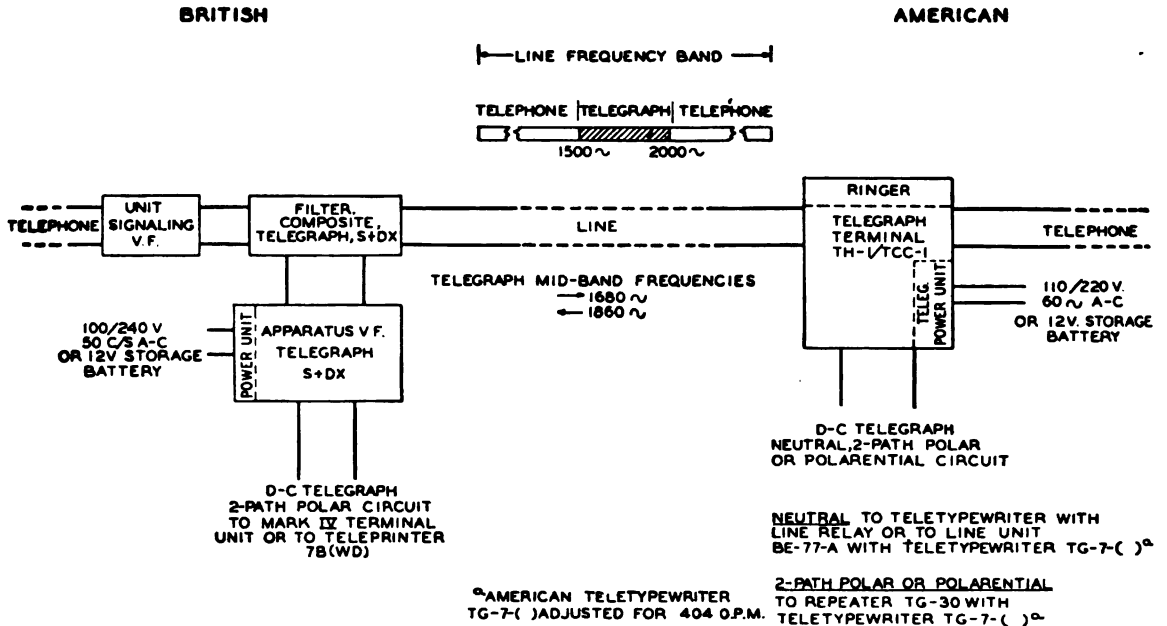 BRITISH
AMERICAN
LINE FREQUENCY BAND
TELEPHONE TELEGRAPH TELEPHONE
1500~ 2000~
TELEPHONE
UNIT
SIGNALING
V.F.
FILTER,
COMPOSITE,
TELEGRAPH, S+DX
LINE
RINGER
TELEGRAPH
TERMINAL
TH-1/TCC-1
TELEG.
POWER UNIT
TELEPHONE
TELEGRAPH MID-BAND FREQUENCIES
1680~
1860~
110/220 V.
60~ A-C
OR 12V. STORAGE
BATTERY
100/240 V
50 C/S A-C
OR 12V STORAGE
BATTERY
POWER UNIT
APPARATUS V F.
TELEGRAPH
S+DX
D-C TELEGRAPH
2-PATH POLAR CIRCUIT
TO MARK IV TERMINAL
UNIT OR TO TELEPRINTER
7B(WD)
D-C TELEGRAPH
NEUTRAL, 2-PATH POLAR
OR POLARENTIAL CIRCUIT
NEUTRAL TO TELETYPEWRITER WITH
LINE RELAY OR TO LINE UNIT
BE-77-A WITH TELETYPEWRITER TG-7-( )a
2-PATH POLAR OR POLARENTIAL
TO REPEATER TG-30 WITH
TELETYPEWRITER TG-7-( )a
aAMERICAN TELETYPEWRITER
TG-7-( )ADJUSTED FOR 404 O.P.M.